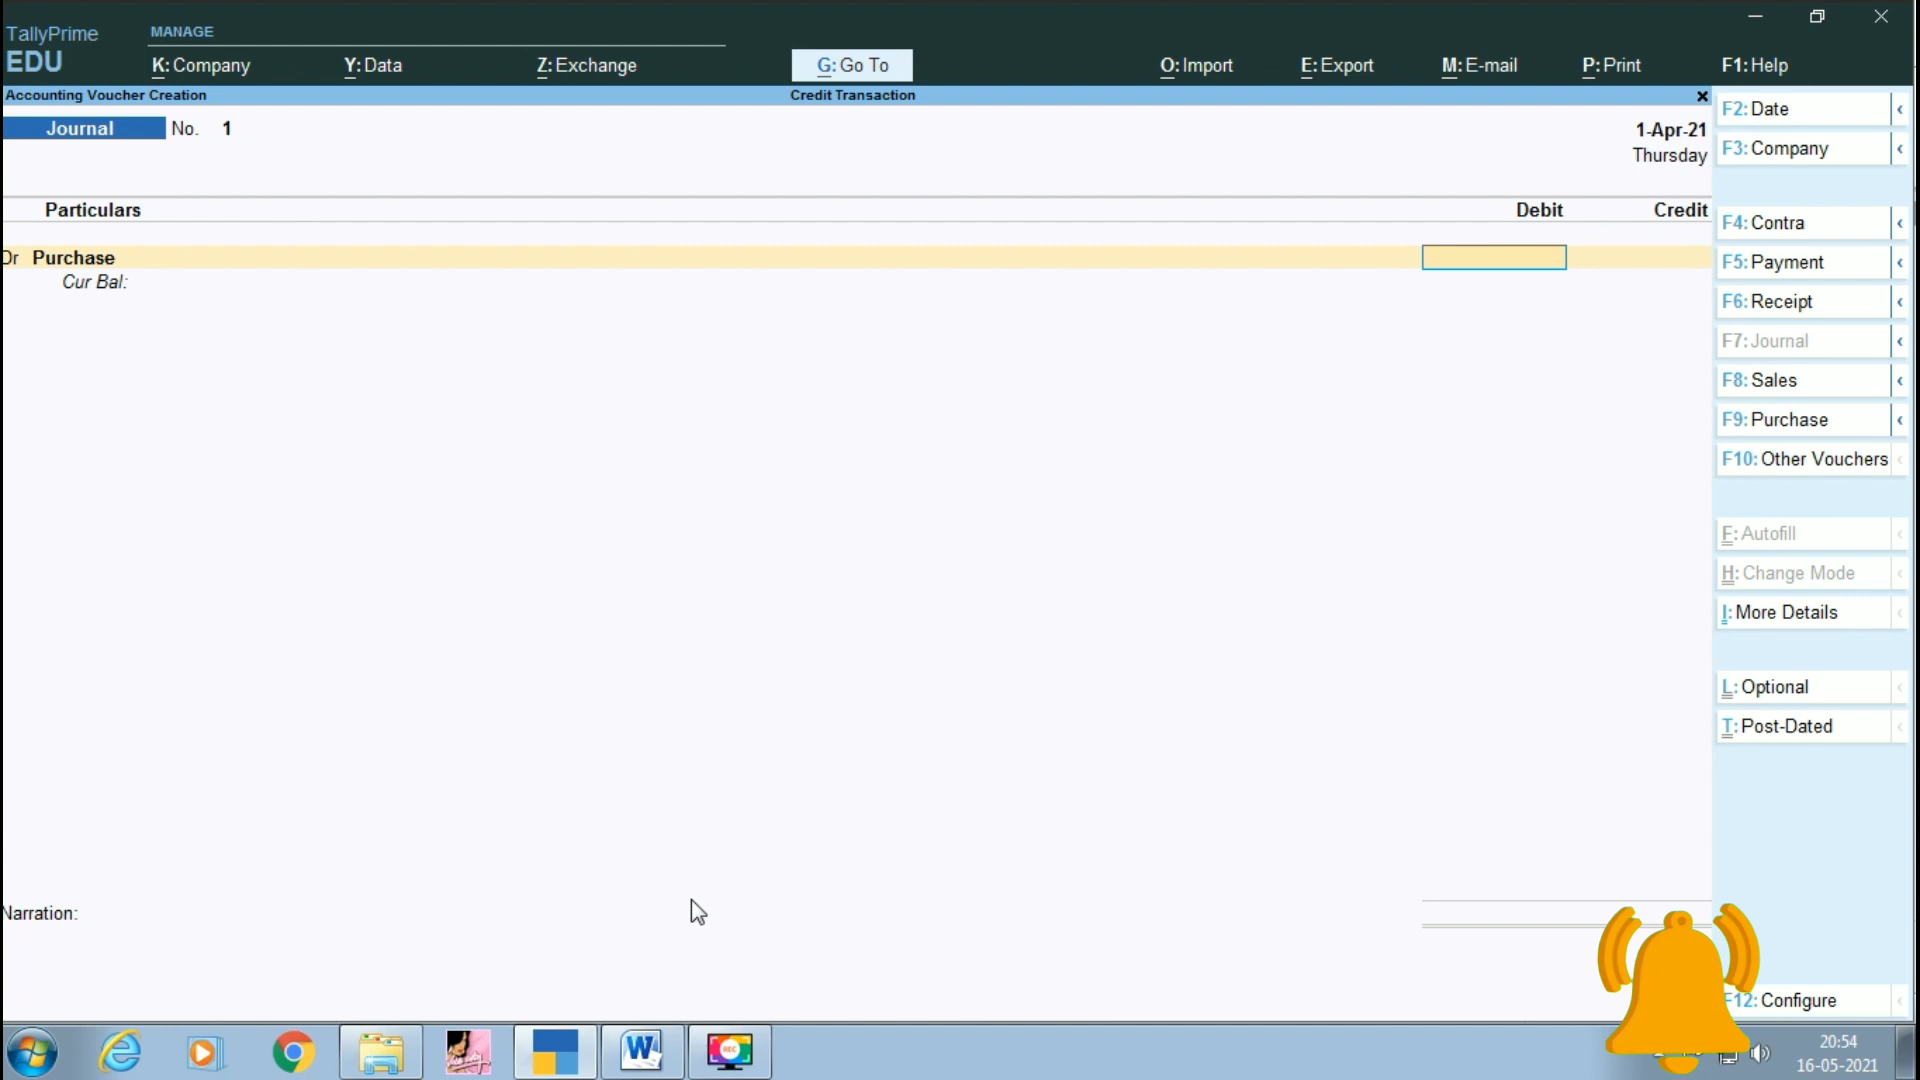 TallyPrime
EDU
MANAGE
K: Company
Y: Data
Z: Exchange
G: Go To
O: Import
E: Export
M: E-mail
P: Print
F1: Help
Accounting Voucher Creation
Credit Transaction
Journal No. 1
1-Apr-21
Thursday
Particulars Debit Credit
Dr Purchase
Cur Bal:
Narration:
F2: Date
F3: Company
F4: Contra
F5: Payment
F6: Receipt
F7: Journal
F8: Sales
F9: Purchase
F10: Other Vouchers
F: Autofill
H: Change Mode
I: More Details
L: Optional
T: Post-Dated
F12: Configure
W
REC
20:54
16-05-2021